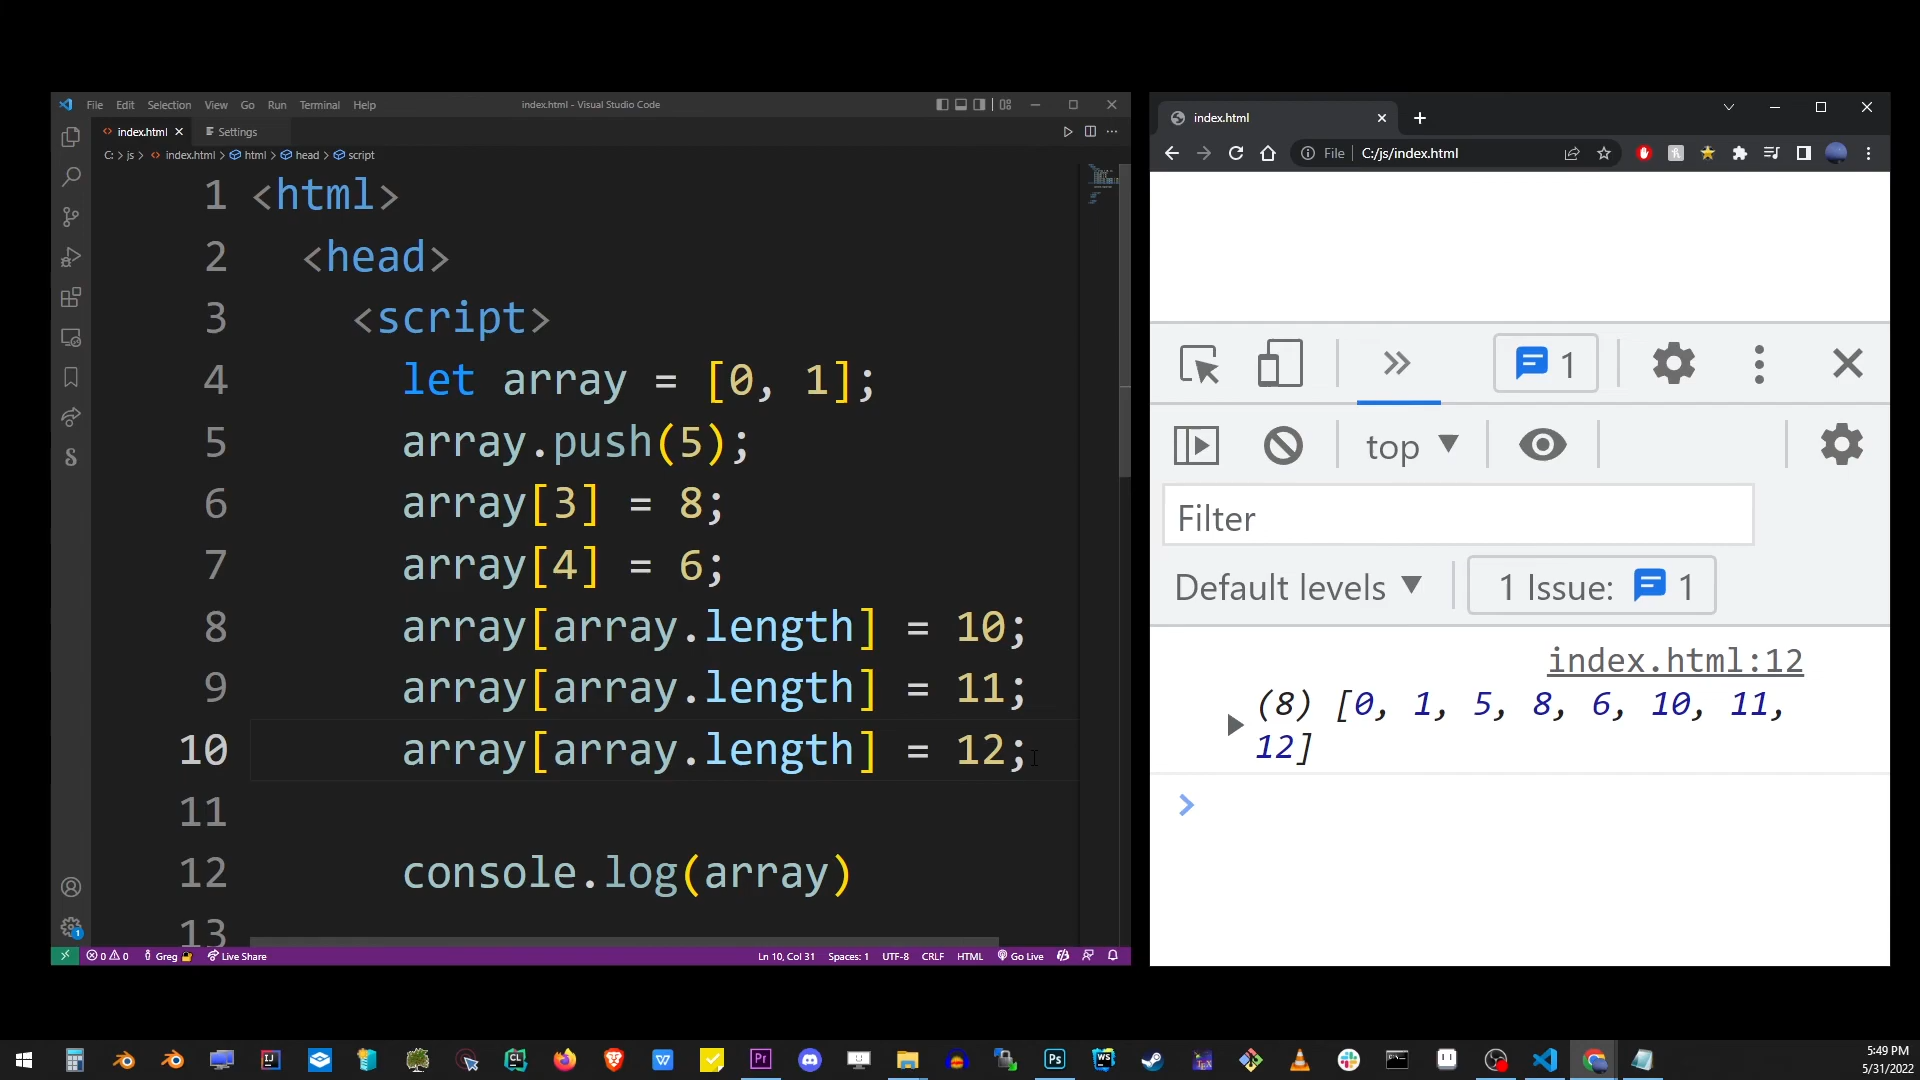 File Edit Selection View Go Run Terminal Help
index.html - Visual Studio Code
index.html Settings
C: > js > index.html > html > head > script
1 <html>
2 <head>
3 <script>
4 let array = [0, 1];
5 array.push(5);
6 array[3] = 8;
7 array[4] = 6;
8 array[array.length] = 10;
9 array[array.length] = 11;
10 array[array.length] = 12;
11
12 console.log(array)
13
1
0 0 Greg Live Share Ln 10, Col 31 Spaces: 1 UTF-8 CRLF HTML Go Live
index.html
File C:/js/index.html
1
top
Filter
Default levels 1 Issue: 1
index.html:12
(8) [0, 1, 5, 8, 6, 10, 11,
12]
5:49 PM
5/31/2022